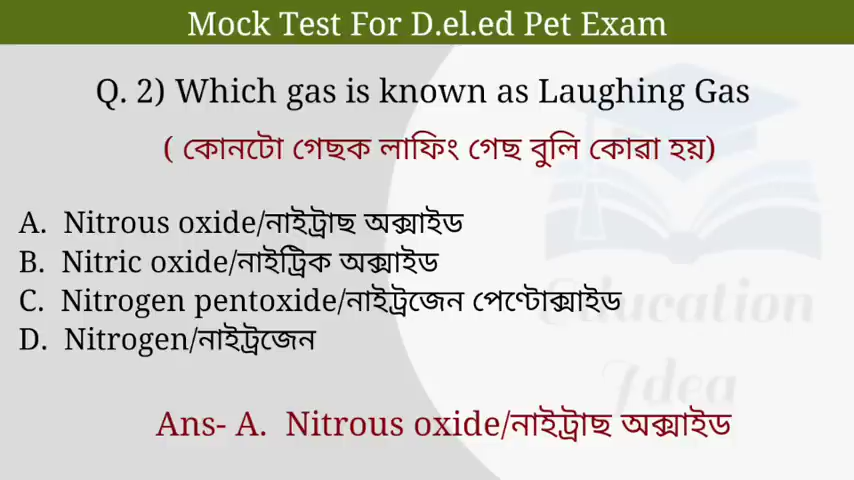 Mock Test For D.el.ed Pet Exam
Q. 2) Which gas is known as Laughing Gas
( কোনটো গেছক লাফিং গেছ বুলি কোৱা হয়)
A. Nitrous oxide/নাইট্ৰাছ অক্সাইড
B. Nitric oxide/নাইট্ৰিক অক্সাইড
C. Nitrogen pentoxide/নাইট্ৰজেন পেণ্টোক্সাইড
D. Nitrogen/নাইট্ৰজেন
Education
Idea
Ans- A. Nitrous oxide/নাইট্ৰাছ অক্সাইড